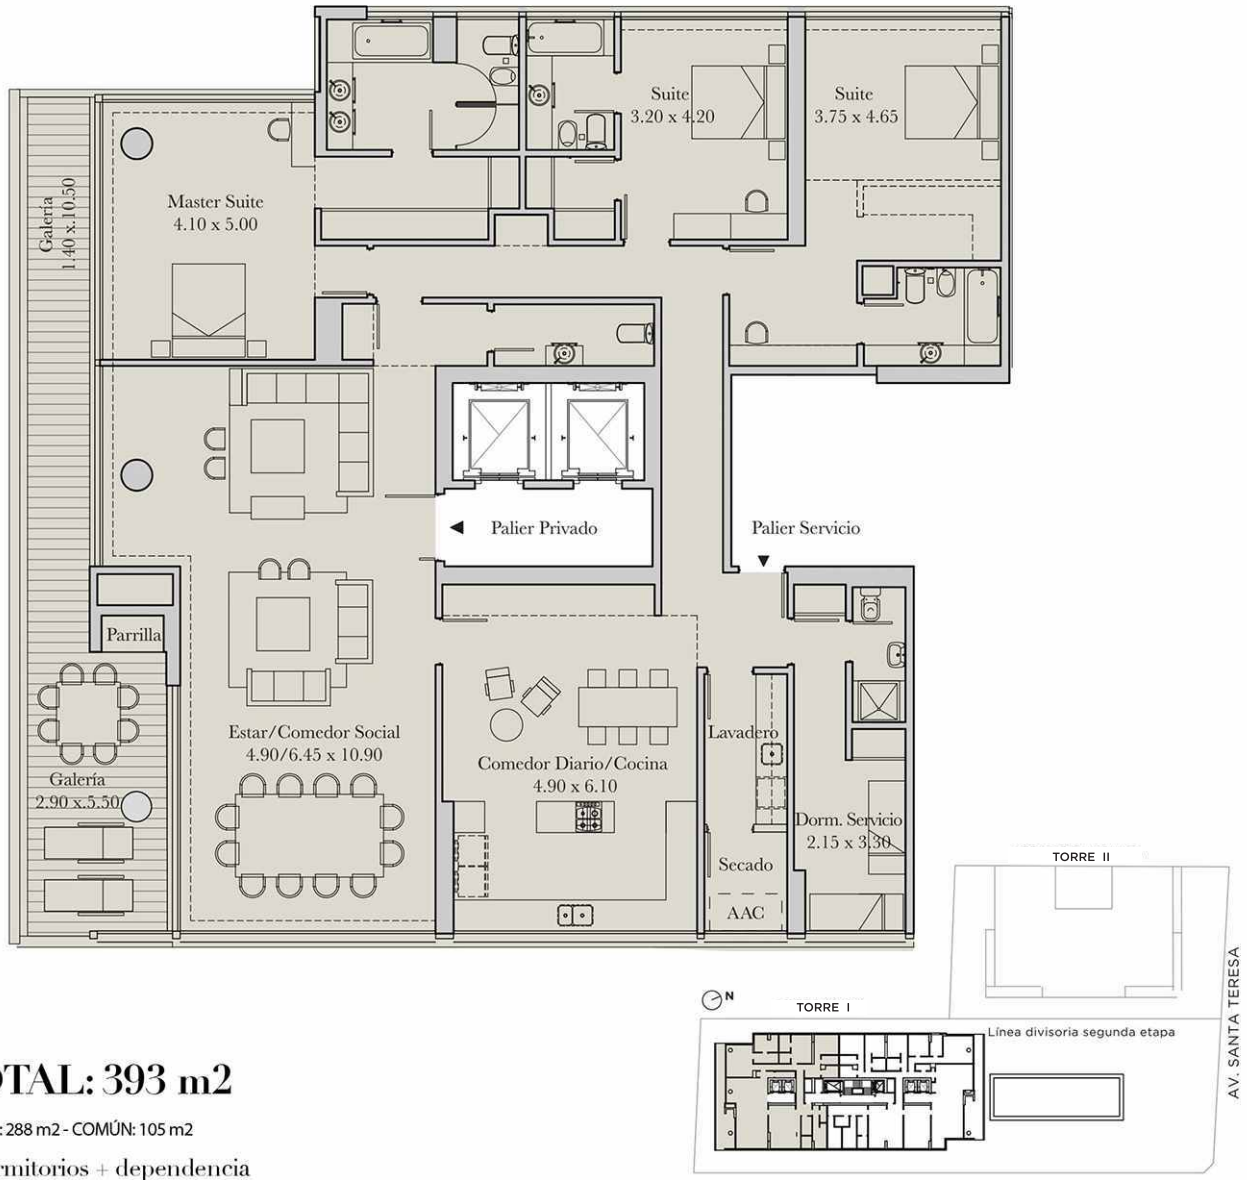 Suite
3.20 x 4.20
Suite
3.75 x 4.65
Master Suite
4.10 x 5.00
Galería
1.40 x 10.50
Palier Privado
Palier Servicio
Parrilla
Estar/Comedor Social
4.90/6.45 x 10.90
Comedor Diario/Cocina
4.90 x 6.10
Lavadero
Galería
2.90 x 5.50
Dorm. Servicio
2.15 x 3.30
Secado
AAC
TORRE II
N
TORRE I
Línea divisoria segunda etapa
AV. SANTA TERESA
OTAL: 393 m2
: 288 m2 - COMÚN: 105 m2
rmitorios + dependencia